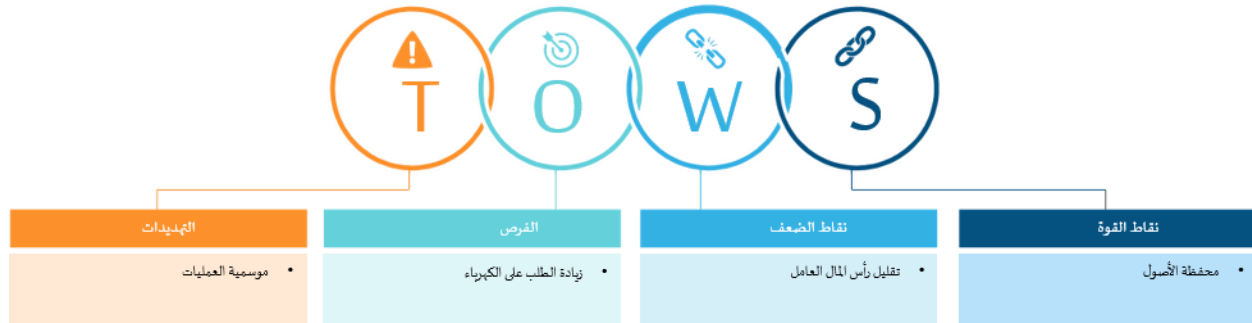 S
W
O
T
نقاط القوة
نقاط الضعف
الفرص
التهديدات
• محفظة الأصول
• تقليل رأس المال العامل
• زيادة الطلب على الكهرباء
• موسمية العمليات